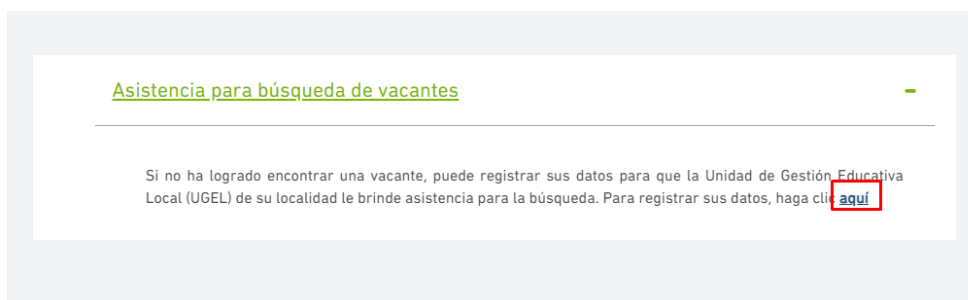 Asistencia para búsqueda de vacantes
Si no ha logrado encontrar una vacante, puede registrar sus datos para que la Unidad de Gestión Educativa
Local (UGEL) de su localidad le brinde asistencia para la búsqueda. Para registrar sus datos, haga clic aquí